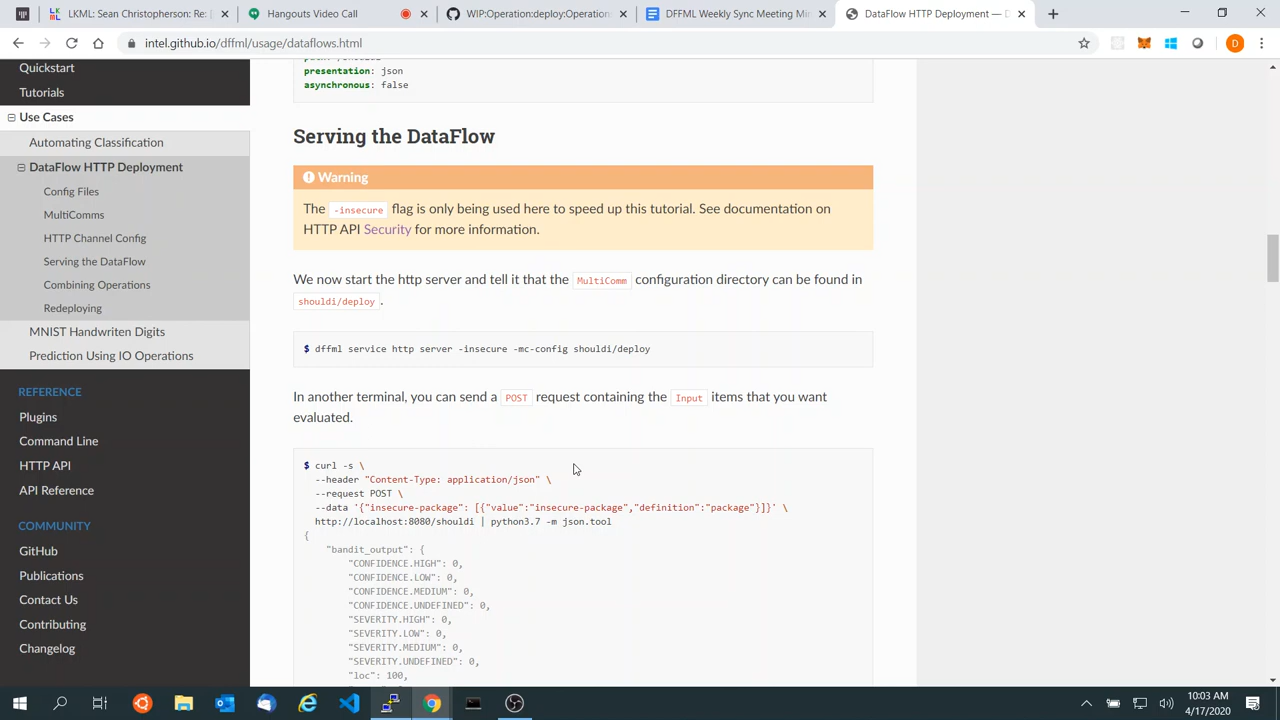 LKML: Sean Christopherson: Re: [
Hangouts Video Call
WIP:Operation:deploy:Operation
DFFML Weekly Sync Meeting Mi
DataFlow HTTP Deployment — D
intel.github.io/dffml/usage/dataflows.html
D
Quickstart
Tutorials
Use Cases
Automating Classification
DataFlow HTTP Deployment
Config Files
MultiComms
HTTP Channel Config
Serving the DataFlow
Combining Operations
Redeploying
MNIST Handwriten Digits
Prediction Using IO Operations
REFERENCE
Plugins
Command Line
HTTP API
API Reference
COMMUNITY
GitHub
Publications
Contact Us
Contributing
Changelog
presentation: json
asynchronous: false
Serving the DataFlow
Warning
The -insecure flag is only being used here to speed up this tutorial. See documentation on
HTTP API Security for more information.
We now start the http server and tell it that the MultiComm configuration directory can be found in
shouldi/deploy .
$ dffml service http server -insecure -mc-config shouldi/deploy
In another terminal, you can send a POST request containing the Input items that you want
evaluated.
$ curl -s \
--header "Content-Type: application/json" \
--request POST \
--data '{"insecure-package": [{"value":"insecure-package","definition":"package"}]}' \
http://localhost:8080/shouldi | python3.7 -m json.tool
{
"bandit_output": {
"CONFIDENCE.HIGH": 0,
"CONFIDENCE.LOW": 0,
"CONFIDENCE.MEDIUM": 0,
"CONFIDENCE.UNDEFINED": 0,
"SEVERITY.HIGH": 0,
"SEVERITY.LOW": 0,
"SEVERITY.MEDIUM": 0,
"SEVERITY.UNDEFINED": 0,
"loc": 100,
10:03 AM
4/17/2020